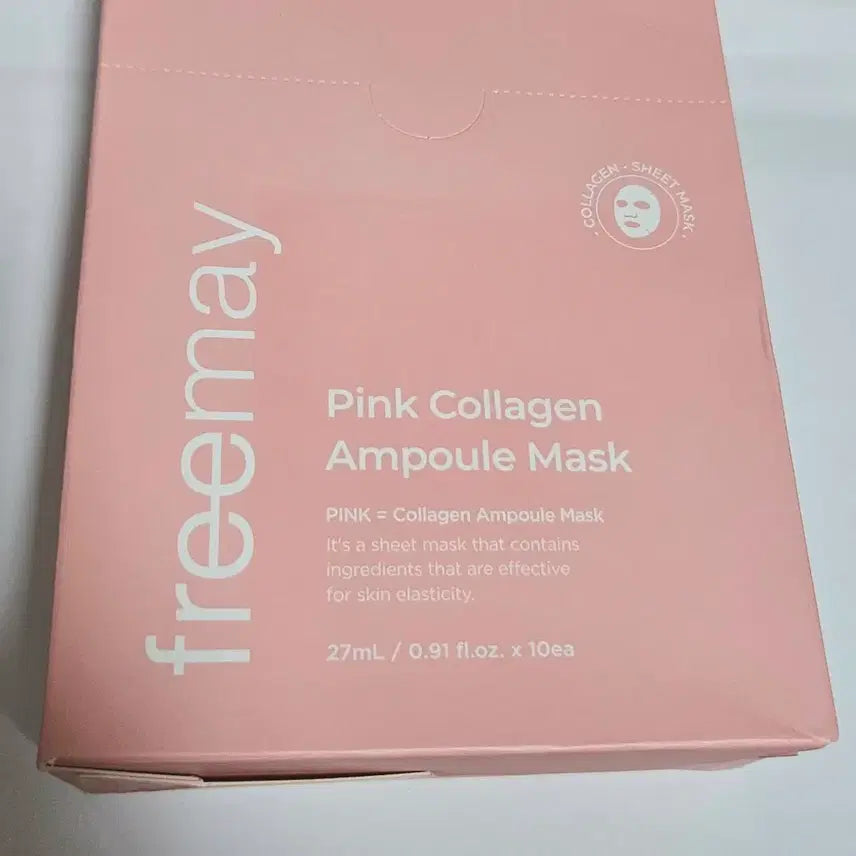 COLLAGEN · SHEET MASK ·
freemay
Pink Collagen
Ampoule Mask
PINK = Collagen Ampoule Mask
It's a sheet mask that contains
ingredients that are effective
for skin elasticity.
27mL / 0.91 fl.oz. x 10ea